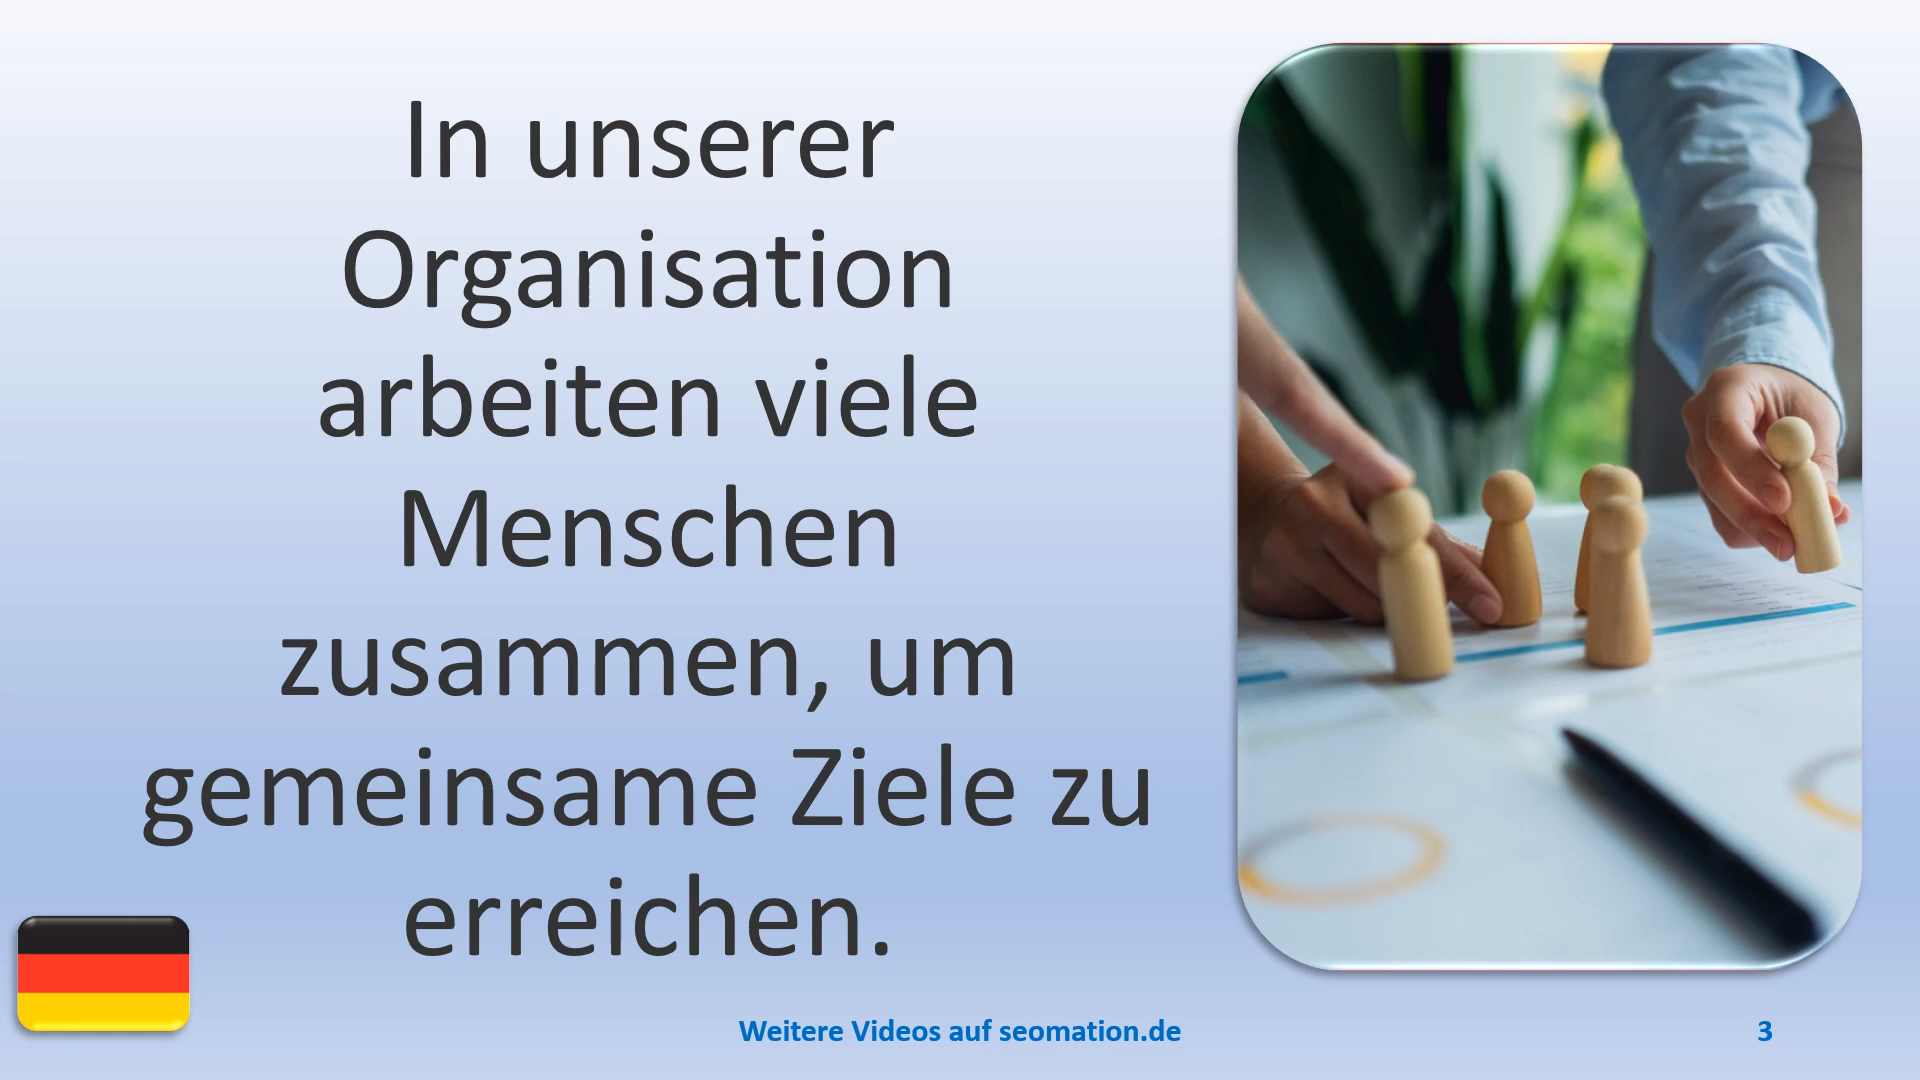 In unserer
Organisation
arbeiten viele
Menschen
zusammen, um
gemeinsame Ziele zu
erreichen.
Weitere Videos auf seomation.de
3